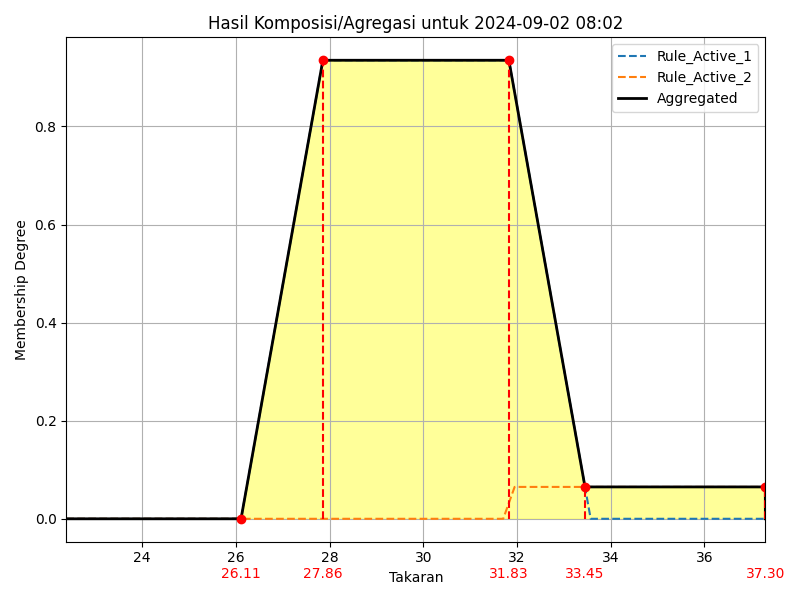 Hasil Komposisi/Agregasi untuk 2024-09-02 08:02
Rule_Active_1
Rule_Active_2
Aggregated
Membership Degree
0.8
0.6
0.4
0.2
0.0
24 26 28 30 32 34 36
26.11 27.86 31.83 33.45 37.30
Takaran